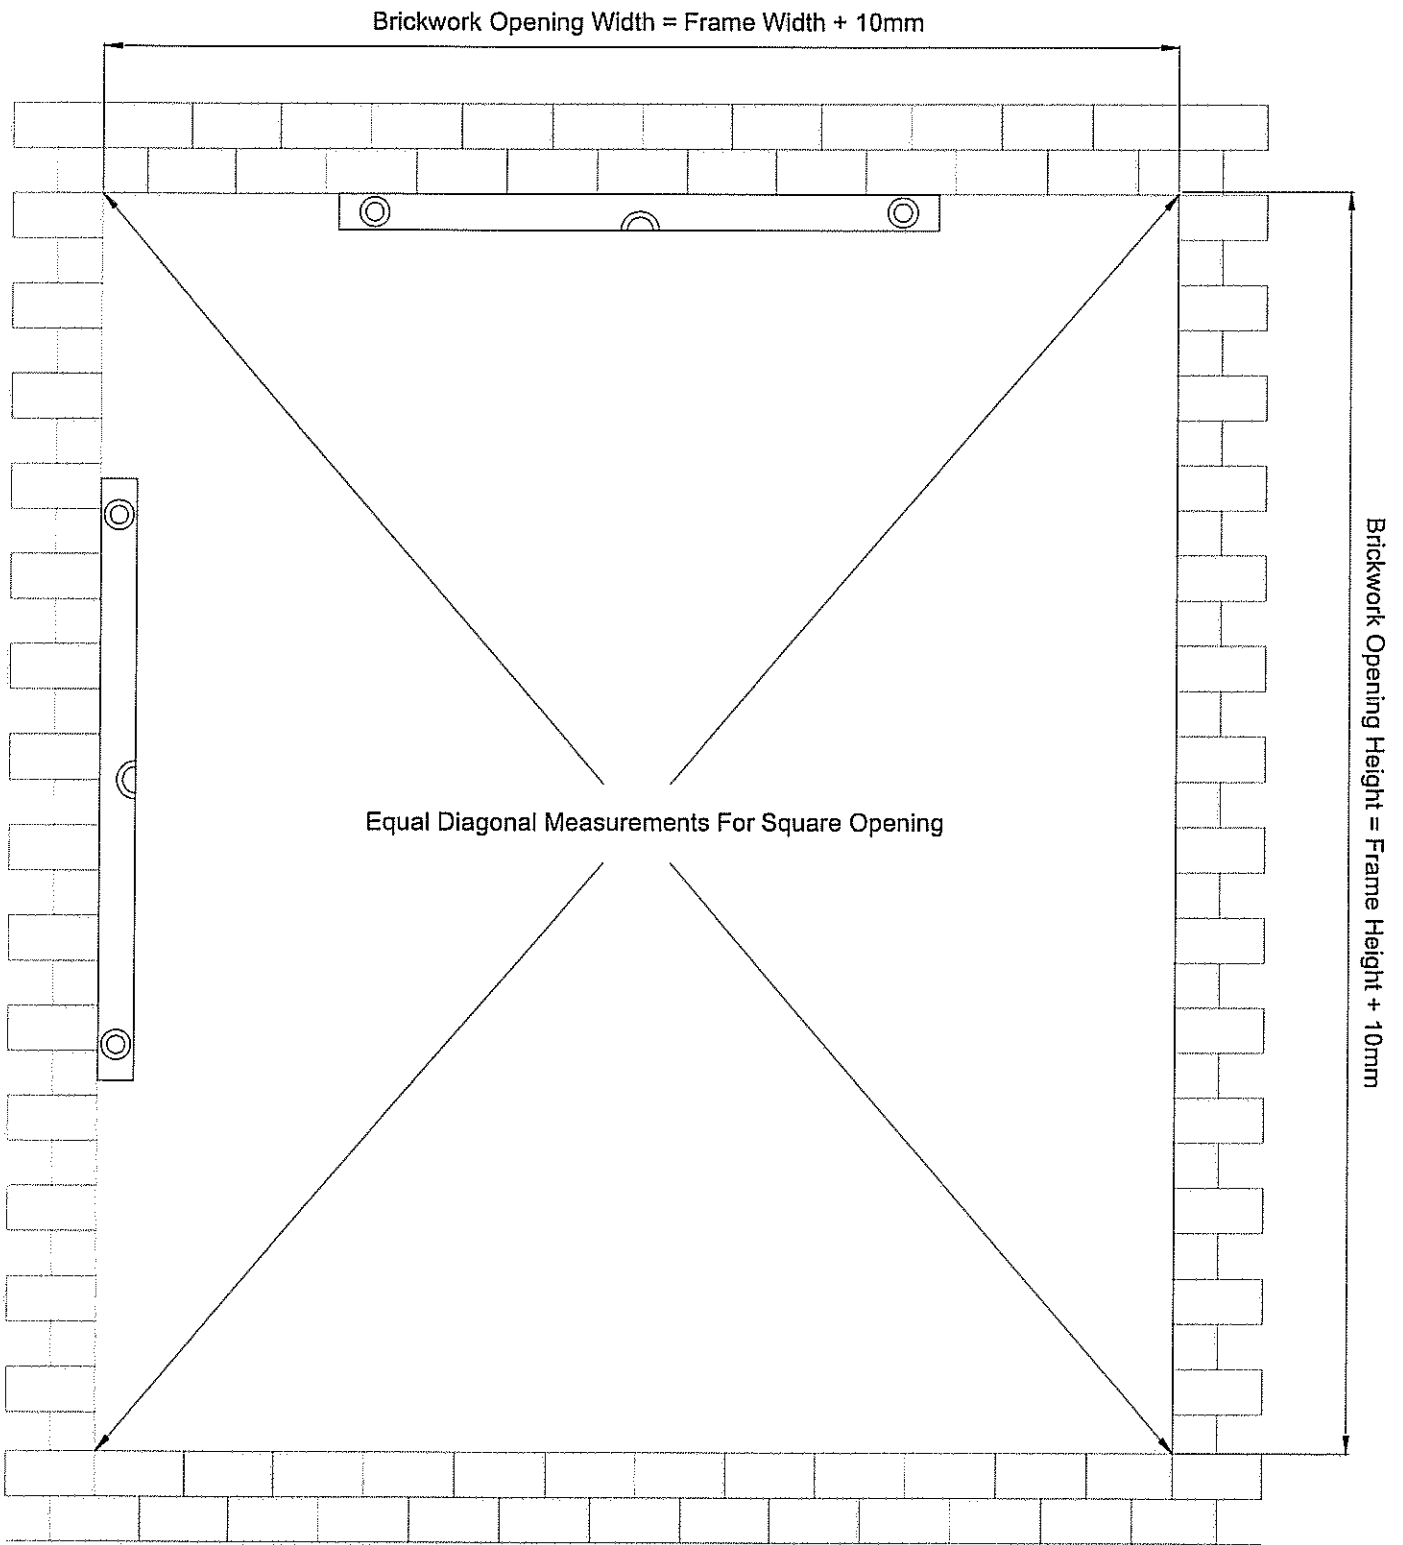 Brickwork Opening Width = Frame Width + 10mm
Brickwork Opening Height = Frame Height + 10mm
Equal Diagonal Measurements For Square Opening